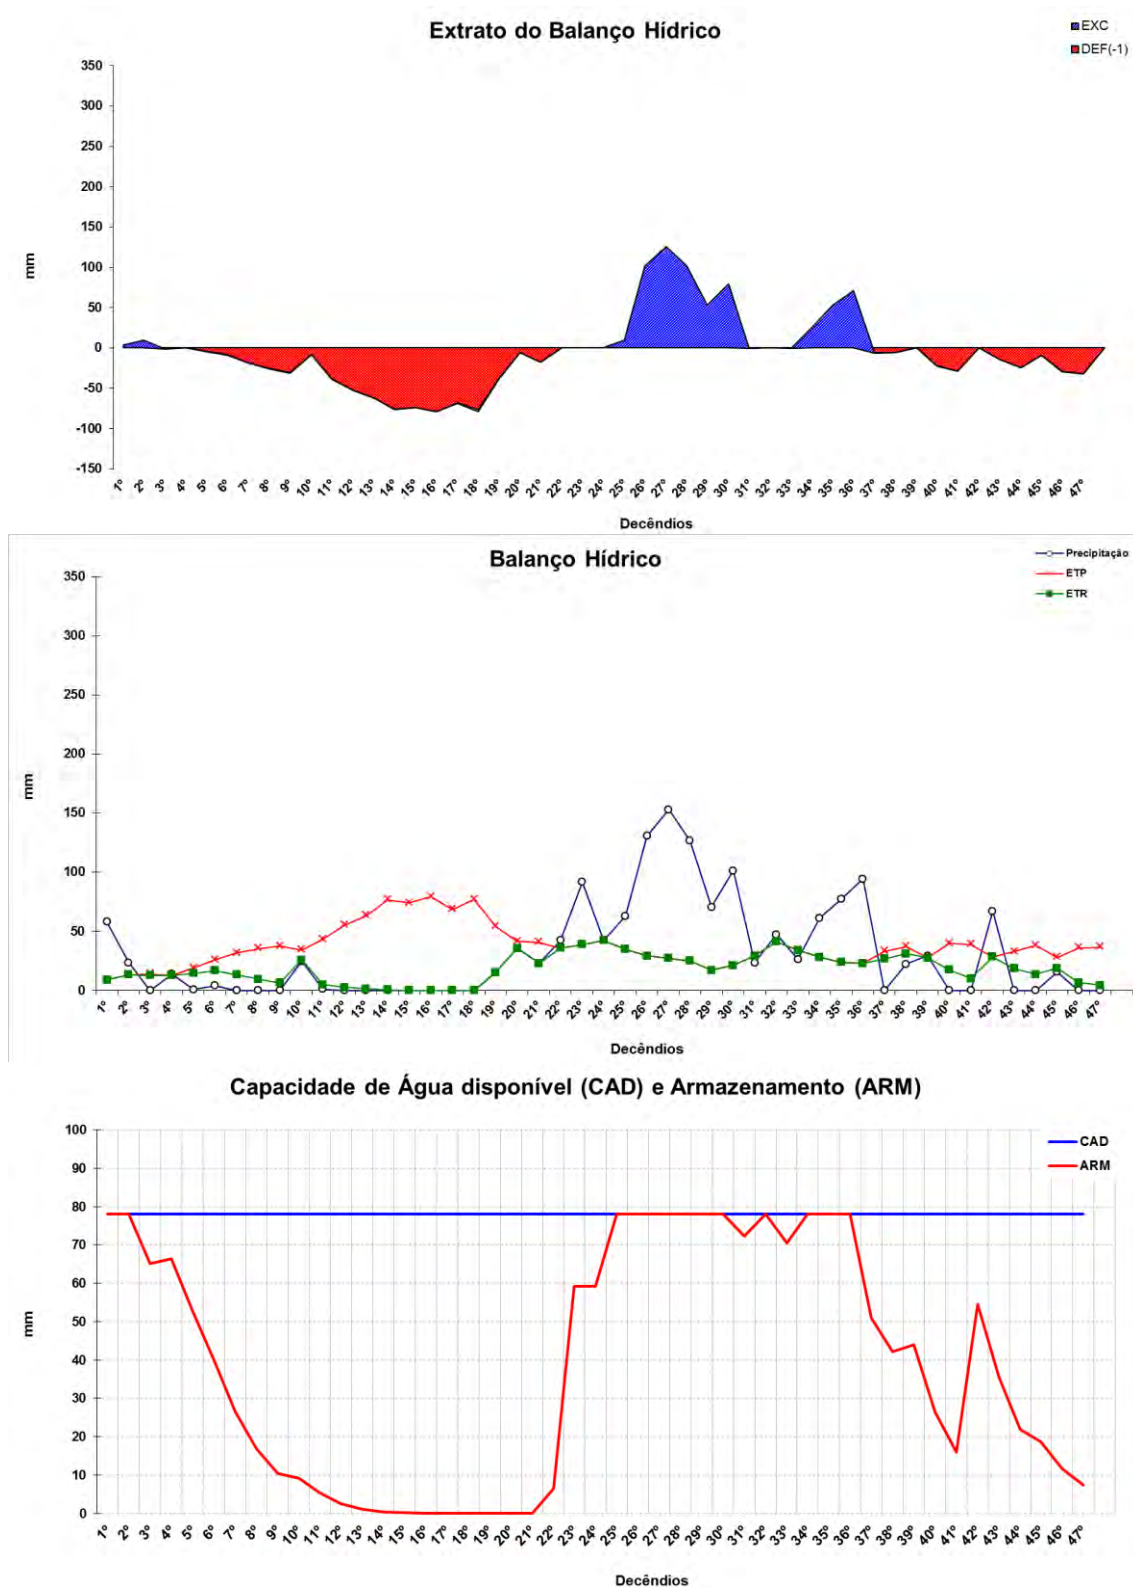 Extrato do Balanço Hídrico
EXC
DEF(-1)
350
300
250
200
150
100
50
0
-50
-100
-150
mm
1º 2º 3º 4º 5º 6º 7º 8º 9º 10º 11º 12º 13º 14º 15º 16º 17º 18º 19º 20º 21º 22º 23º 24º 25º 26º 27º 28º 29º 30º 31º 32º 33º 34º 35º 36º 37º 38º 39º 40º 41º 42º 43º 44º 45º 46º 47º
Decêndios
Balanço Hídrico
Precipitação
ETP
ETR
350
300
250
200
150
100
50
0
mm
1º 2º 3º 4º 5º 6º 7º 8º 9º 10º 11º 12º 13º 14º 15º 16º 17º 18º 19º 20º 21º 22º 23º 24º 25º 26º 27º 28º 29º 30º 31º 32º 33º 34º 35º 36º 37º 38º 39º 40º 41º 42º 43º 44º 45º 46º 47º
Decêndios
Capacidade de Água disponível (CAD) e Armazenamento (ARM)
CAD
ARM
100
90
80
70
60
50
40
30
20
10
0
mm
1º 2º 3º 4º 5º 6º 7º 8º 9º 10º 11º 12º 13º 14º 15º 16º 17º 18º 19º 20º 21º 22º 23º 24º 25º 26º 27º 28º 29º 30º 31º 32º 33º 34º 35º 36º 37º 38º 39º 40º 41º 42º 43º 44º 45º 46º 47º
Decêndios